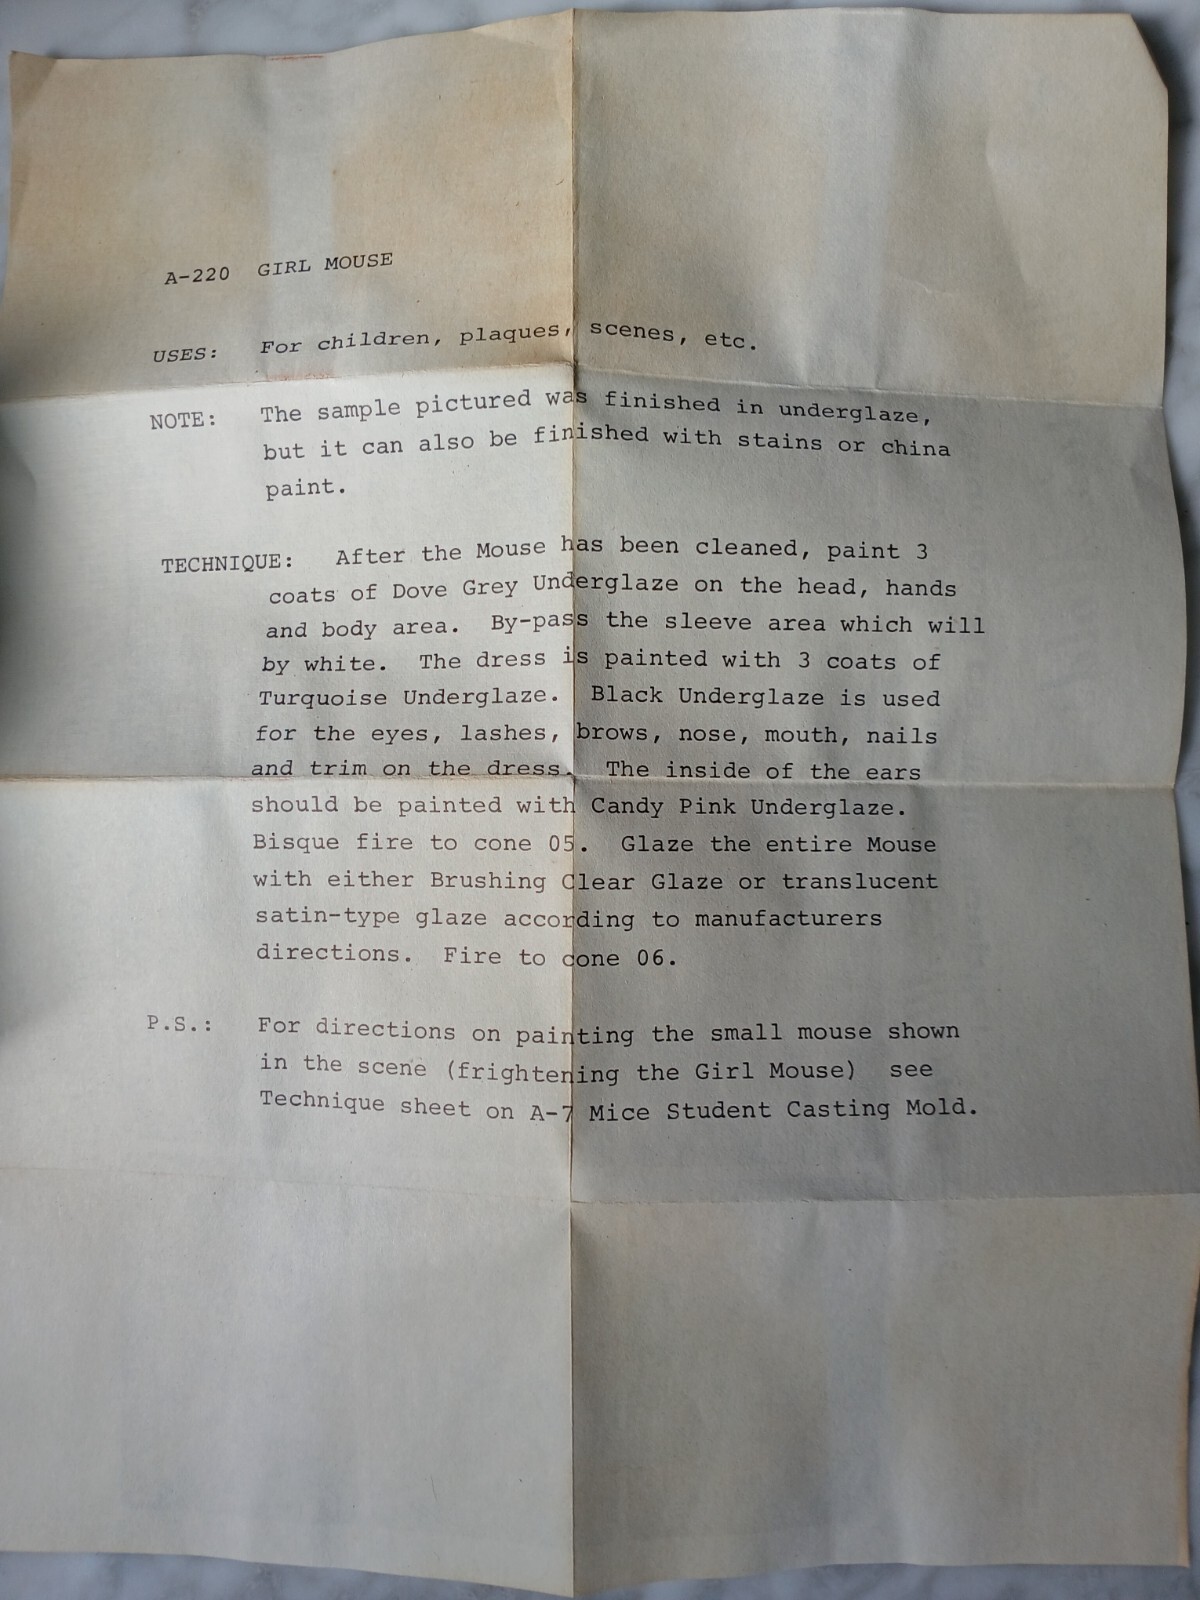 A-220 GIRL MOUSE
USES: For children, plaques, scenes, etc.
NOTE: The sample pictured was finished in underglaze,
but it can also be finished with stains or china
paint.
TECHNIQUE: After the Mouse has been cleaned, paint 3
coats of Dove Grey Underglaze on the head, hands
and body area. By-pass the sleeve area which will
by white. The dress is painted with 3 coats of
Turquoise Underglaze. Black Underglaze is used
for the eyes, lashes, brows, nose, mouth, nails
and trim on the dress. The inside of the ears
should be painted with Candy Pink Underglaze.
Bisque fire to cone 05. Glaze the entire Mouse
with either Brushing Clear Glaze or translucent
satin-type glaze according to manufacturers
directions. Fire to cone 06.
P.S.: For directions on painting the small mouse shown
in the scene (frightening the Girl Mouse) see
Technique sheet on A-7 Mice Student Casting Mold.